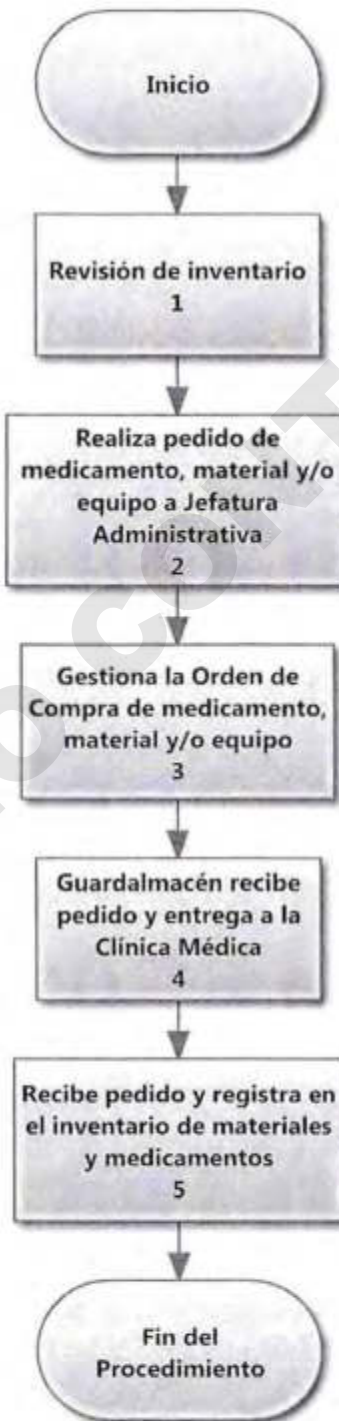 Inicio
Revisión de inventario
1
Realiza pedido de
medicamento, material y/o
equipo a Jefatura
Administrativa
2
Gestiona la Orden de
Compra de medicamento,
material y/o equipo
3
Guardalmacén recibe
pedido y entrega a la
Clínica Médica
4
Recibe pedido y registra en
el inventario de materiales
y medicamentos
5
Fin del
Procedimiento